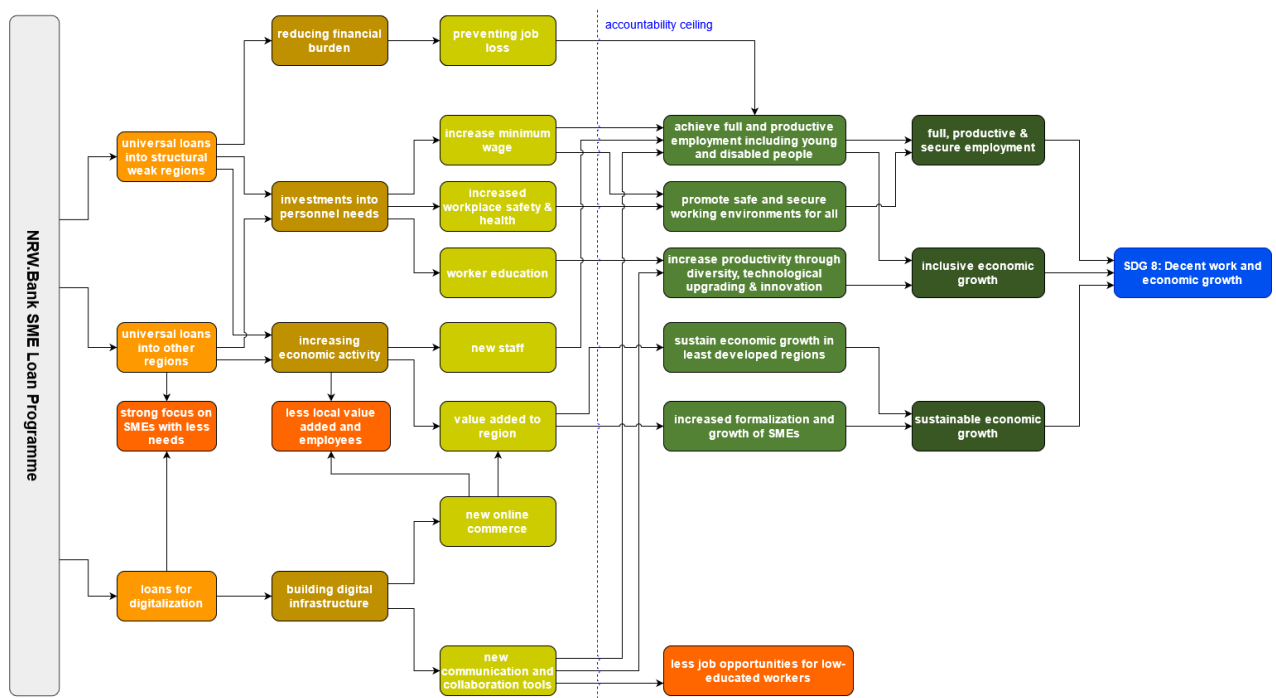 NRW.Bank SME Loan Programme
universal loans
into structural
weak regions
universal loans
into other
regions
strong focus on
SMEs with less
needs
loans for
digitalization
reducing financial
burden
investments into
personnel needs
increasing
economic activity
less local value
added and
employees
building digital
infrastructure
preventing job
loss
increase minimum
wage
increased
workplace safety &
health
worker education
new staff
value added to
region
new online
commerce
new
communication and
collaboration tools
accountability ceiling
achieve full and productive
employment including young
and disabled people
promote safe and secure
working environments for all
increase productivity through
diversity, technological
upgrading & innovation
sustain economic growth in
least developed regions
increased formalization and
growth of SMEs
less job opportunities for low-
educated workers
full, productive &
secure employment
inclusive economic
growth
sustainable economic
growth
SDG 8: Decent work and
economic growth